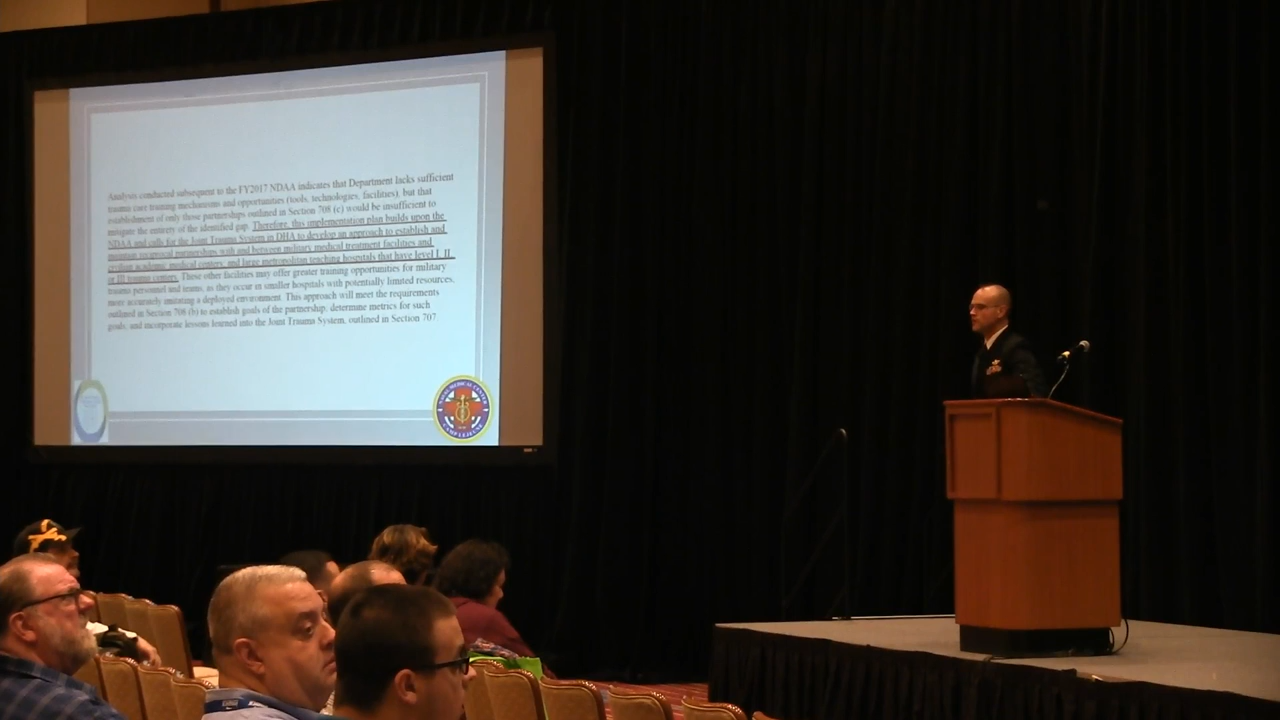 Analysis conducted subsequent to the FY2017 NDAA indicates that Department lacks sufficient
trauma care training mechanisms and opportunities (tools, technologies, facilities), but that
establishment of only those partnerships outlined in Section 708 (c) would be insufficient to
mitigate the entirety of the identified gap. Therefore, this implementation plan builds upon the
NDAA and calls for the Joint Trauma System in DHA to develop an approach to establish and
maintain reciprocal partnerships with and between military medical treatment facilities and
civilian academic medical centers, and large metropolitan teaching hospitals that have level I, II,
or III trauma centers. These other facilities may offer greater training opportunities for military
trauma personnel and teams, as they occur in smaller hospitals with potentially limited resources,
more accurately imitating a deployed environment. This approach will meet the requirements
outlined in Section 708 (b) to establish goals of the partnership, determine metrics for such
goals, and incorporate lessons learned into the Joint Trauma System, outlined in Section 707.
NAVAL MEDICAL CENTER
CAMP LEJEUNE